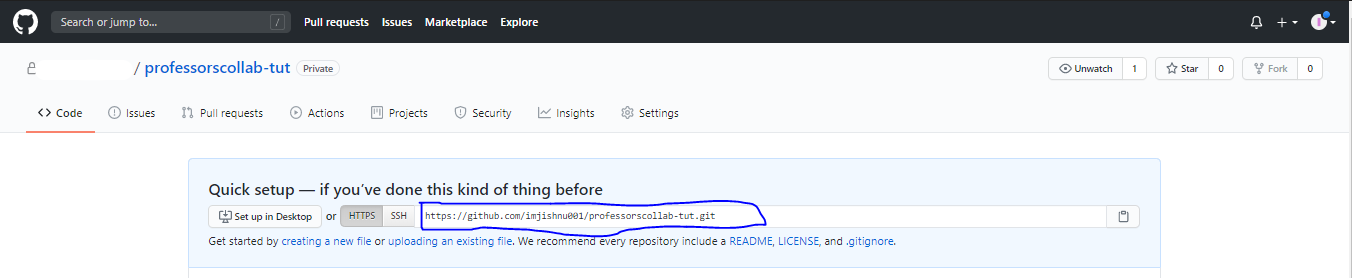 Search or jump to... / Pull requests Issues Marketplace Explore
/ professorscollab-tut Private Unwatch 1 Star 0 Fork 0
Code Issues Pull requests Actions Projects Security Insights Settings
Quick setup — if you've done this kind of thing before
Set up in Desktop or HTTPS SSH https://github.com/imjishnu001/professorscollab-tut.git
Get started by creating a new file or uploading an existing file. We recommend every repository include a README, LICENSE, and .gitignore.